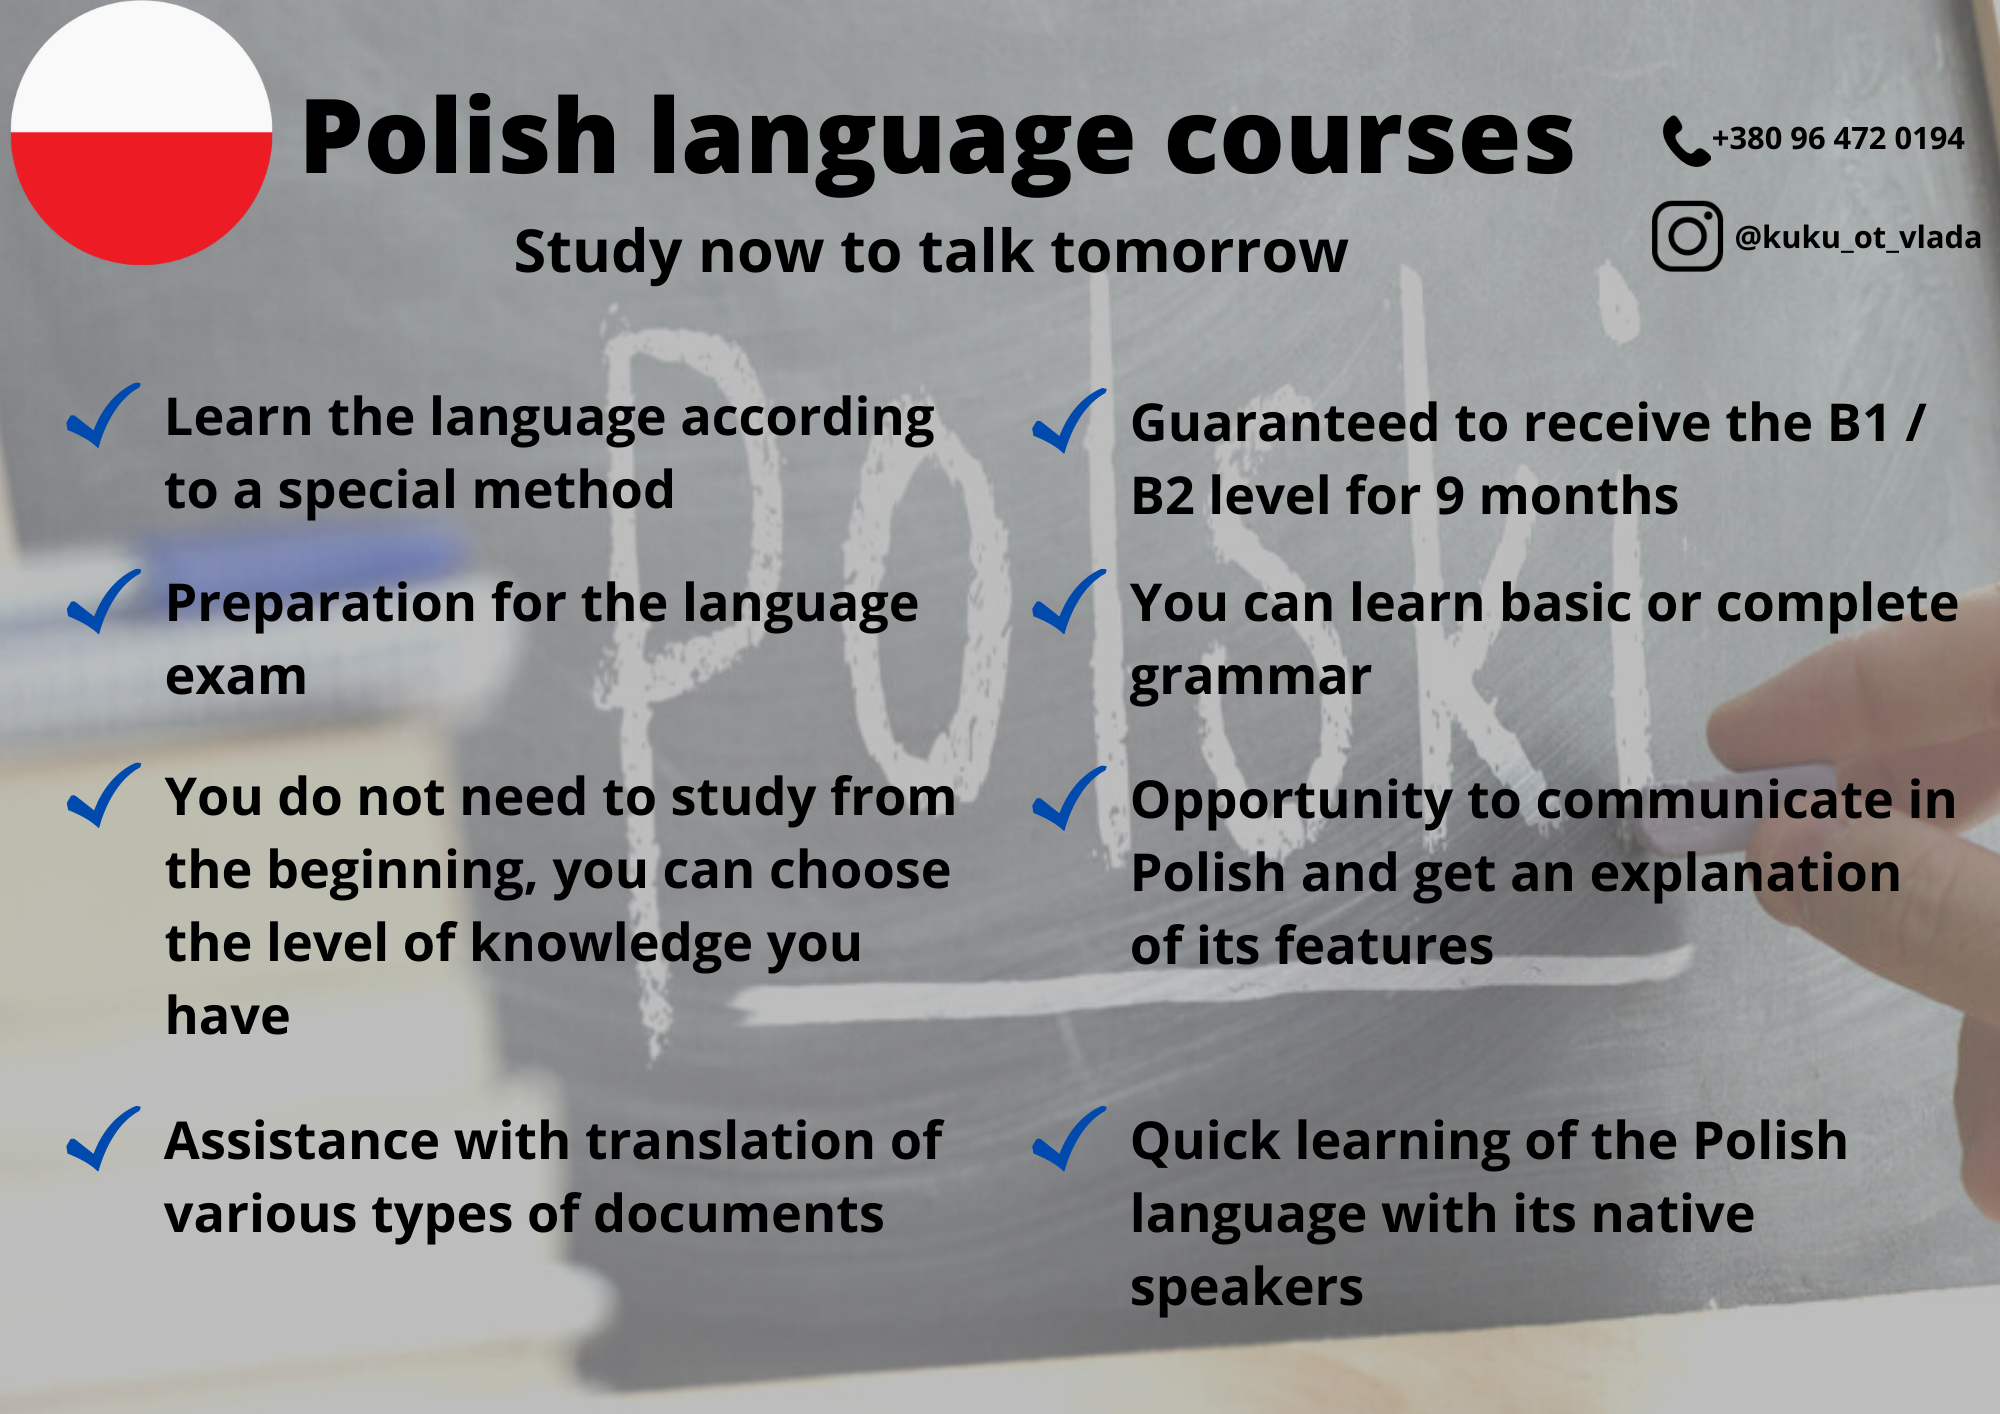 Polish language courses
Study now to talk tomorrow
+380 96 472 0194
@kuku_ot_vlada
Learn the language according
to a special method
Preparation for the language
exam
You do not need to study from
the beginning, you can choose
the level of knowledge you
have
Assistance with translation of
various types of documents
Guaranteed to receive the B1 /
B2 level for 9 months
You can learn basic or complete
grammar
Opportunity to communicate in
Polish and get an explanation
of its features
Quick learning of the Polish
language with its native
speakers
Polski